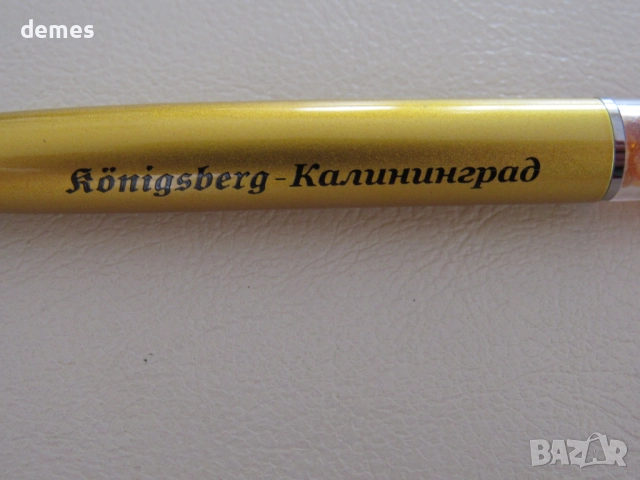 demes
Königsberg - Калининград
BAZAR